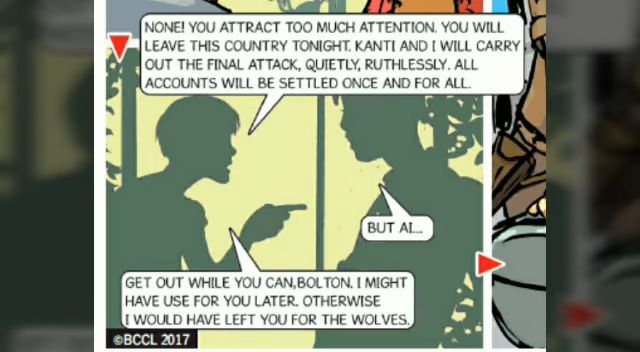 NONE! YOU ATTRACT TOO MUCH ATTENTION. YOU WILL
LEAVE THIS COUNTRY TONIGHT. KANTI AND I WILL CARRY
OUT THE FINAL ATTACK, QUIETLY, RUTHLESSLY. ALL
ACCOUNTS WILL BE SETTLED ONCE AND FOR ALL.
BUT AI...
GET OUT WHILE YOU CAN,BOLTON. I MIGHT
HAVE USE FOR YOU LATER. OTHERWISE
I WOULD HAVE LEFT YOU FOR THE WOLVES.
©BCCL 2017